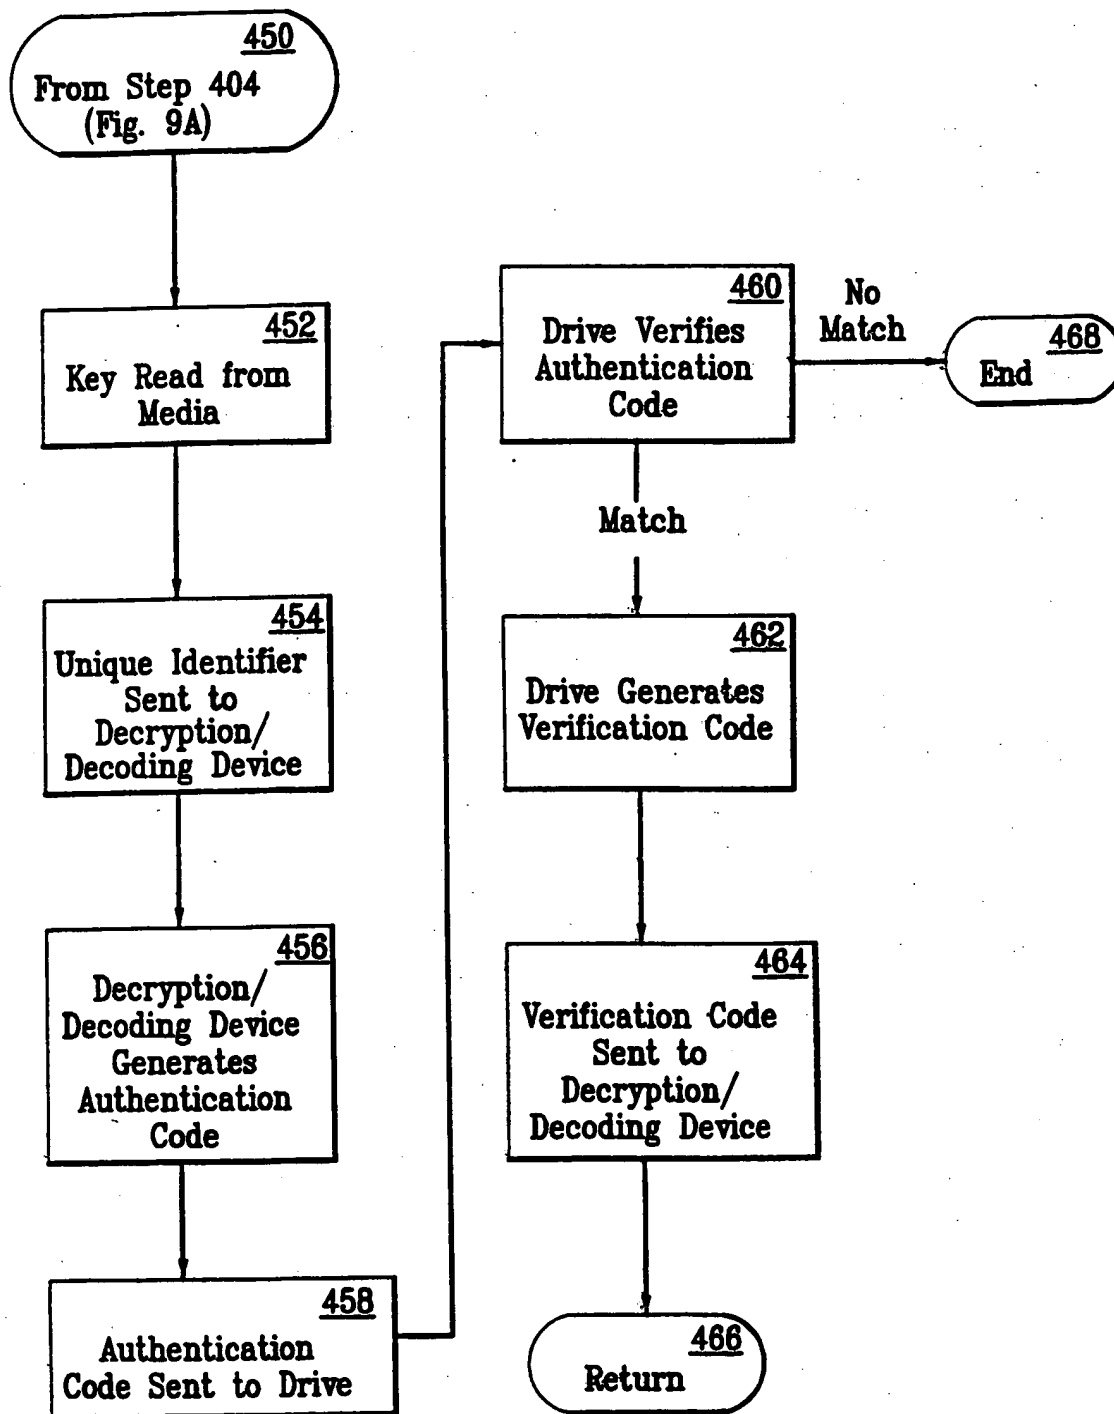 450
From Step 404
(Fig. 9A)
452
Key Read from
Media
454
Unique Identifier
Sent to
Decryption/
Decoding Device
456
Decryption/
Decoding Device
Generates
Authentication
Code
458
Authentication
Code Sent to Drive
460
Drive Verifies
Authentication
Code
No
Match
468
End
Match
462
Drive Generates
Verification Code
464
Verification Code
Sent to
Decryption/
Decoding Device
466
Return